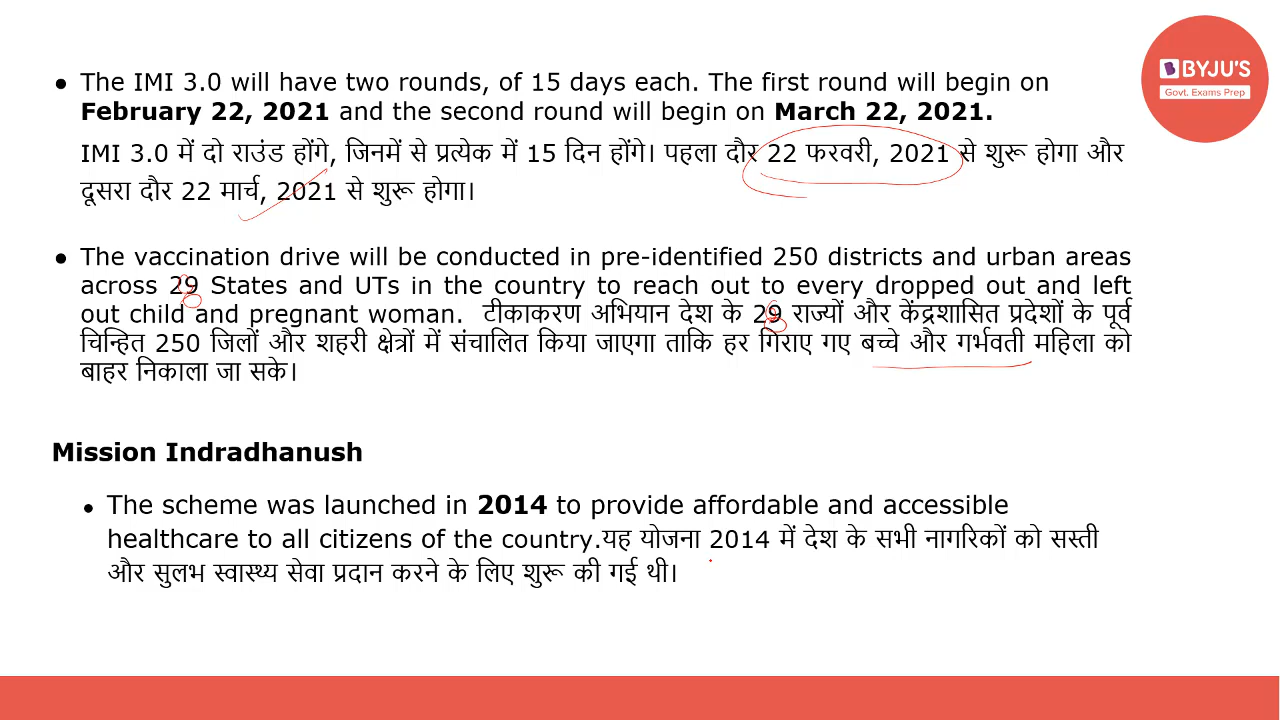 BYJU'S
Govt. Exams Prep
● The IMI 3.0 will have two rounds, of 15 days each. The first round will begin on
February 22, 2021 and the second round will begin on March 22, 2021.
IMI 3.0 में दो राउंड होंगे, जिनमें से प्रत्येक में 15 दिन होंगे। पहला दौर 22 फरवरी, 2021 से शुरू होगा और
दूसरा दौर 22 मार्च, 2021 से शुरू होगा।
● The vaccination drive will be conducted in pre-identified 250 districts and urban areas
across 29 States and UTs in the country to reach out to every dropped out and left
out child and pregnant woman. टीकाकरण अभियान देश के 29 राज्यों और केंद्रशासित प्रदेशों के पूर्व
चिन्हित 250 जिलों और शहरी क्षेत्रों में संचालित किया जाएगा ताकि हर गिराए गए बच्चे और गर्भवती महिला को
बाहर निकाला जा सके।
Mission Indradhanush
● The scheme was launched in 2014 to provide affordable and accessible
healthcare to all citizens of the country.यह योजना 2014 में देश के सभी नागरिकों को सस्ती
और सुलभ स्वास्थ्य सेवा प्रदान करने के लिए शुरू की गई थी।